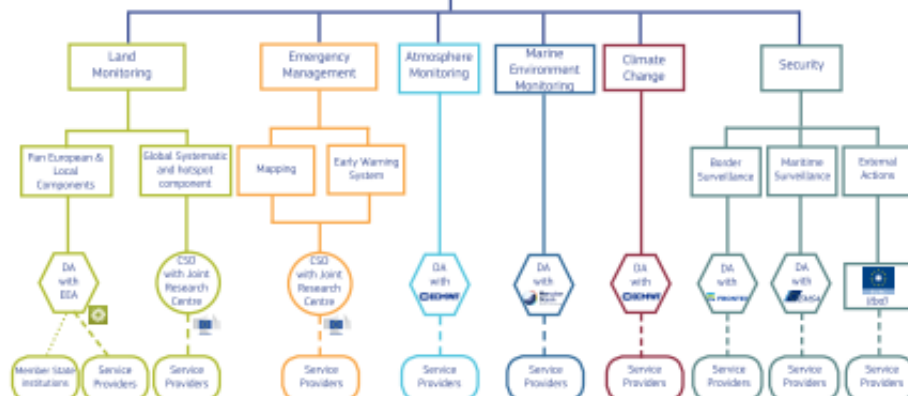 Land
Monitoring
Emergency
Management
Atmosphere
Monitoring
Marine
Environment
Monitoring
Climate
Change
Security
Pan European &
Local
Components
Global Systematic
and hotspot
component
Mapping
Early Warning
System
Border
Surveillance
Maritime
Surveillance
External
Actions
DA
with
EEA
CSO
with Joint
Research
Centre
CSO
with Joint
Research
Centre
DA
with
ECMWF
DA
with
DA
with
ECMWF
DA
with
FRONTEX
DA
with
EMSA
(tbd)
Member State
institutions
Service
Providers
Service
Providers
Service
Providers
Service
Providers
Service
Providers
Service
Providers
Service
Providers
Service
Providers
Service
Providers